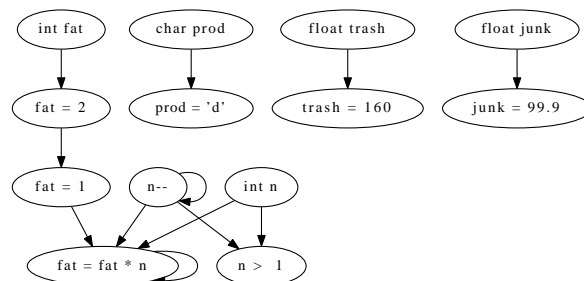 int fat
char prod
float trash
float junk
fat = 2
prod = 'd'
trash = 160
junk = 99.9
fat = 1
n--
int n
fat = fat * n
n > 1